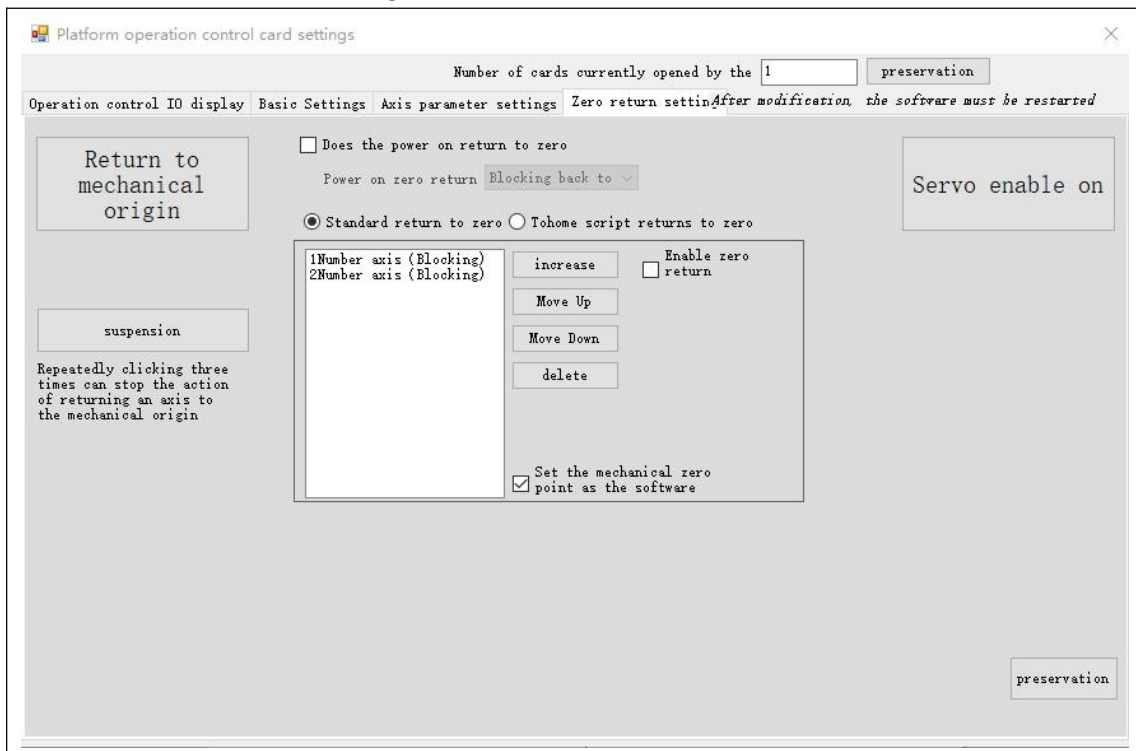 Platform operation control card settings
Number of cards currently opened by the 1 preservation
Operation control IO display Basic Settings Axis parameter settings Zero return settin After modification, the software must be restarted
Return to
mechanical
origin
Does the power on return to zero
Power on zero return Blocking back to
Servo enable on
Standard return to zero Tohome script returns to zero
1Number axis (Blocking)
2Number axis (Blocking)
increase
Enable zero
return
Move Up
Move Down
delete
Set the mechanical zero
point as the software
suspension
Repeatedly clicking three
times can stop the action
of returning an axis to
the mechanical origin
preservation